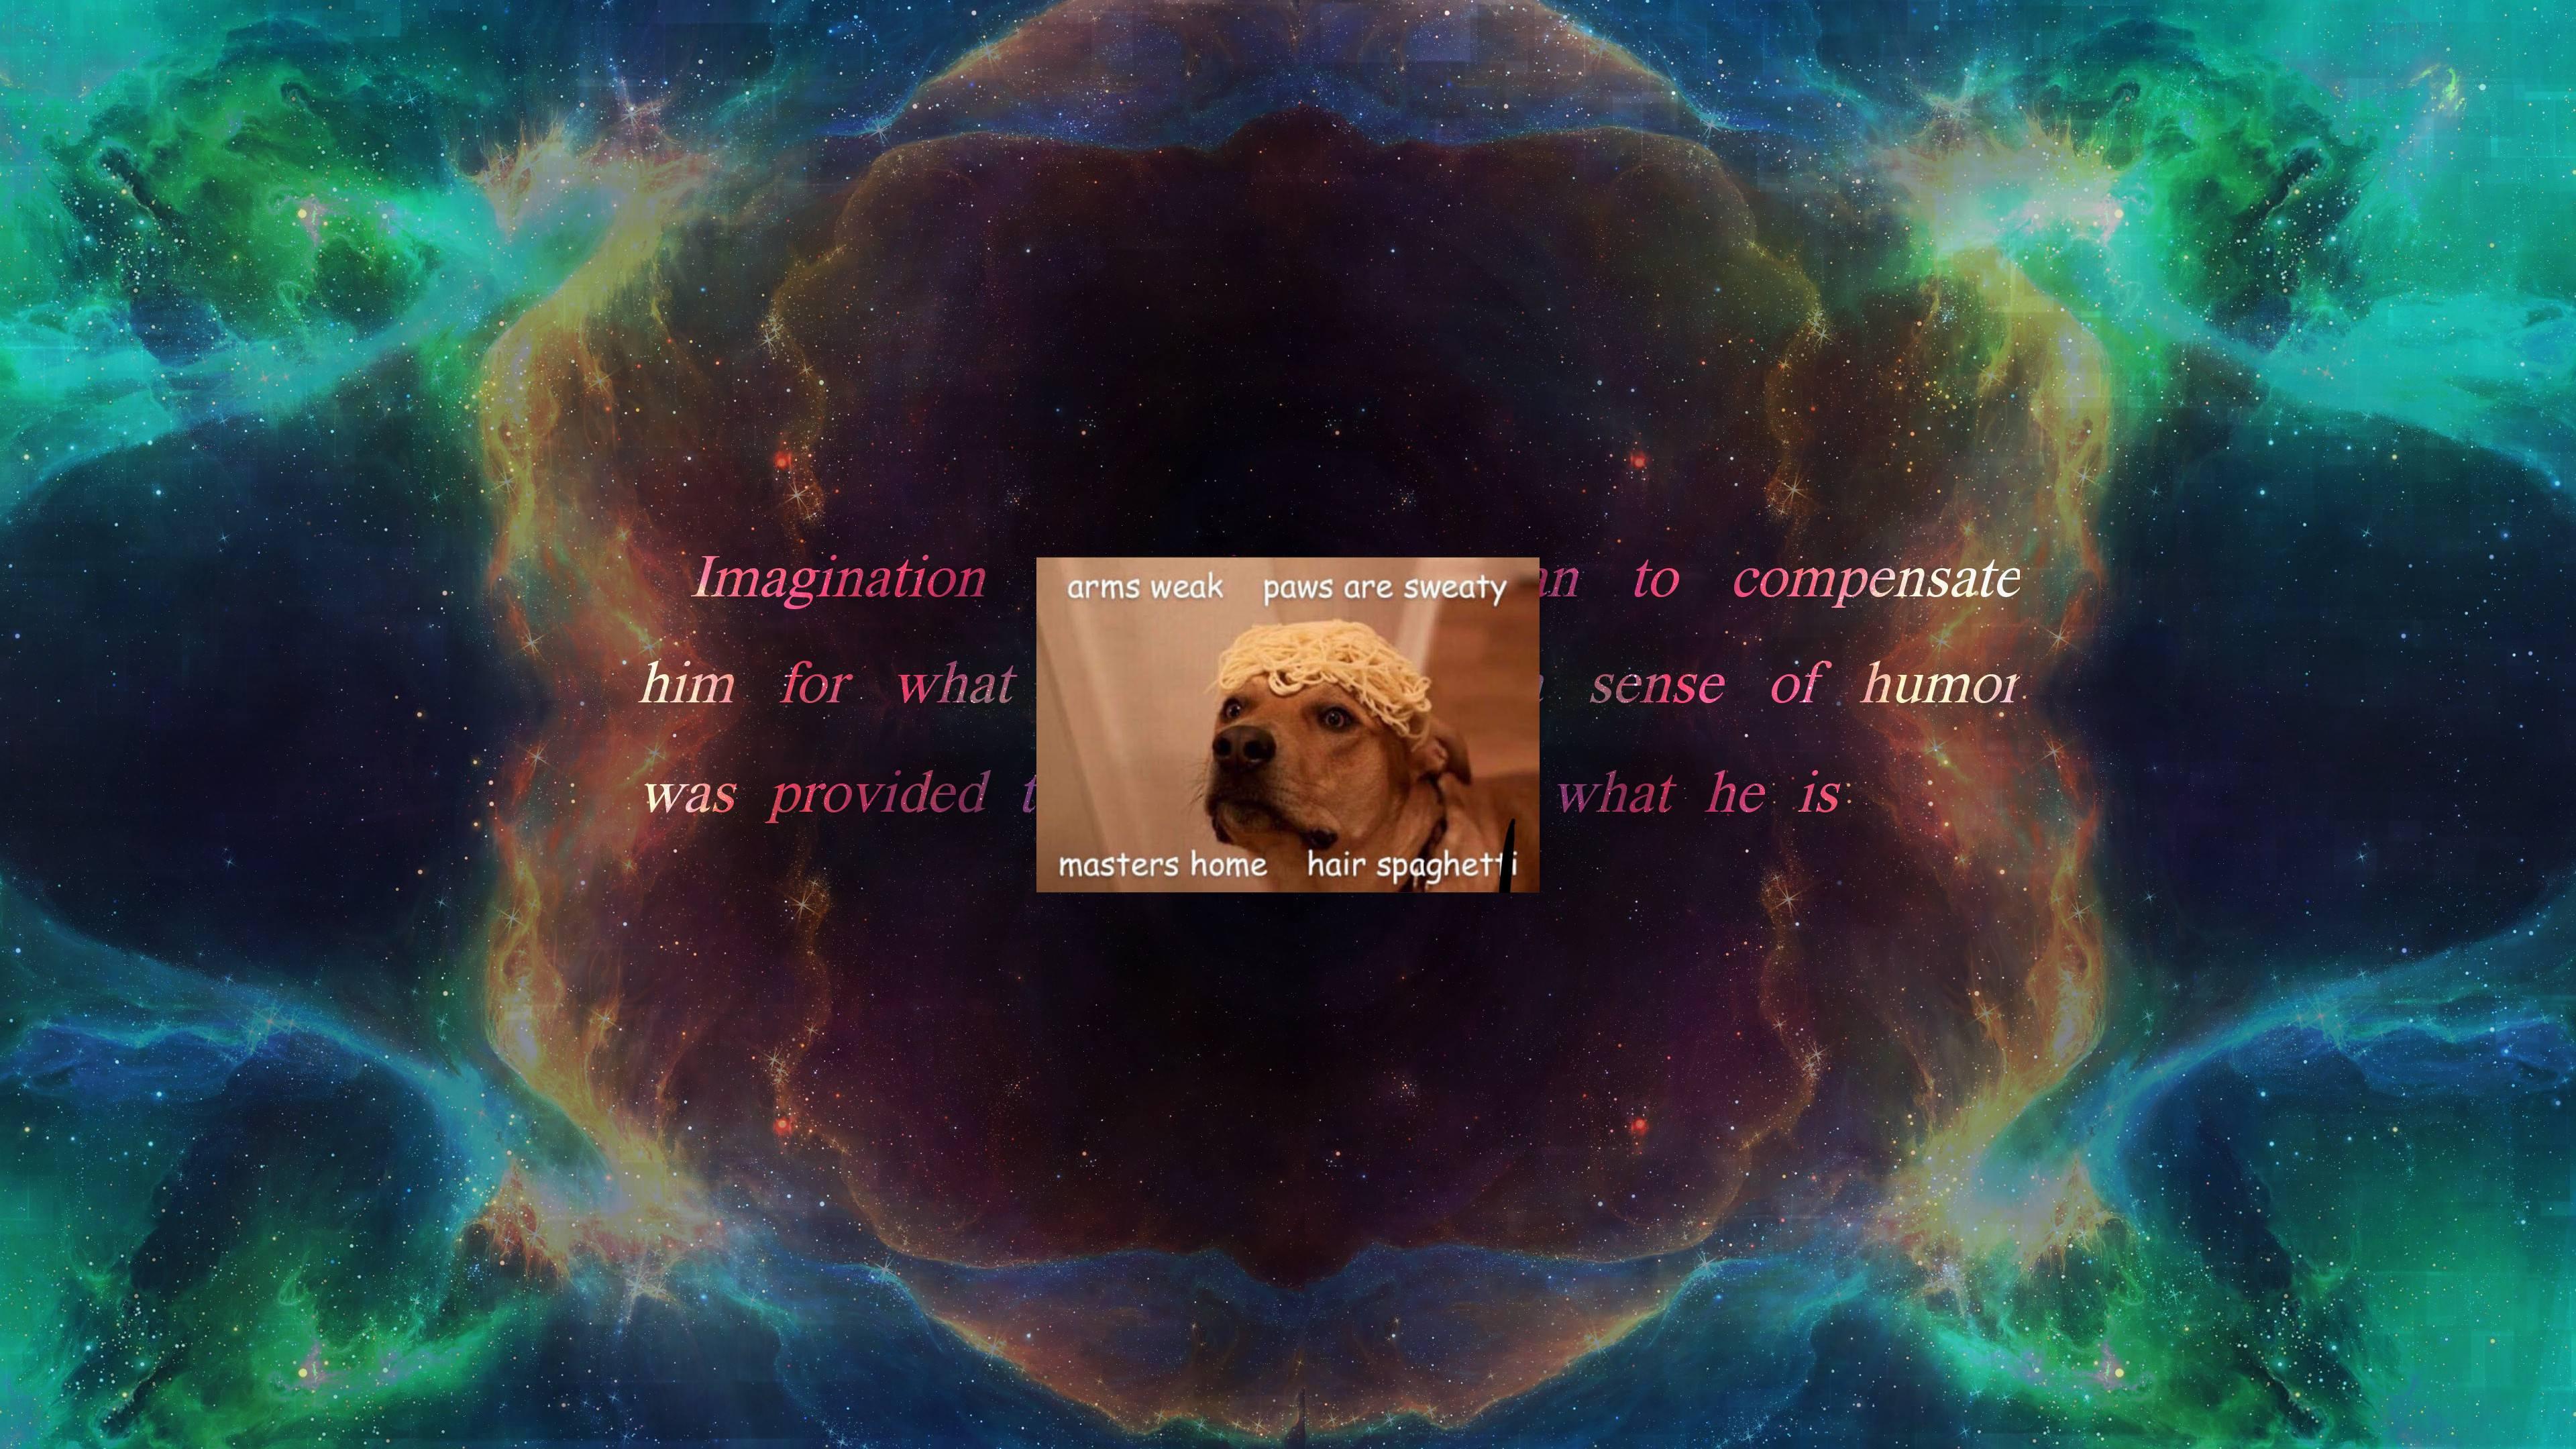 Imagination to compensate
him for what sense of humor
was provided what he is
arms weak paws are sweaty
masters home hair spaghetti